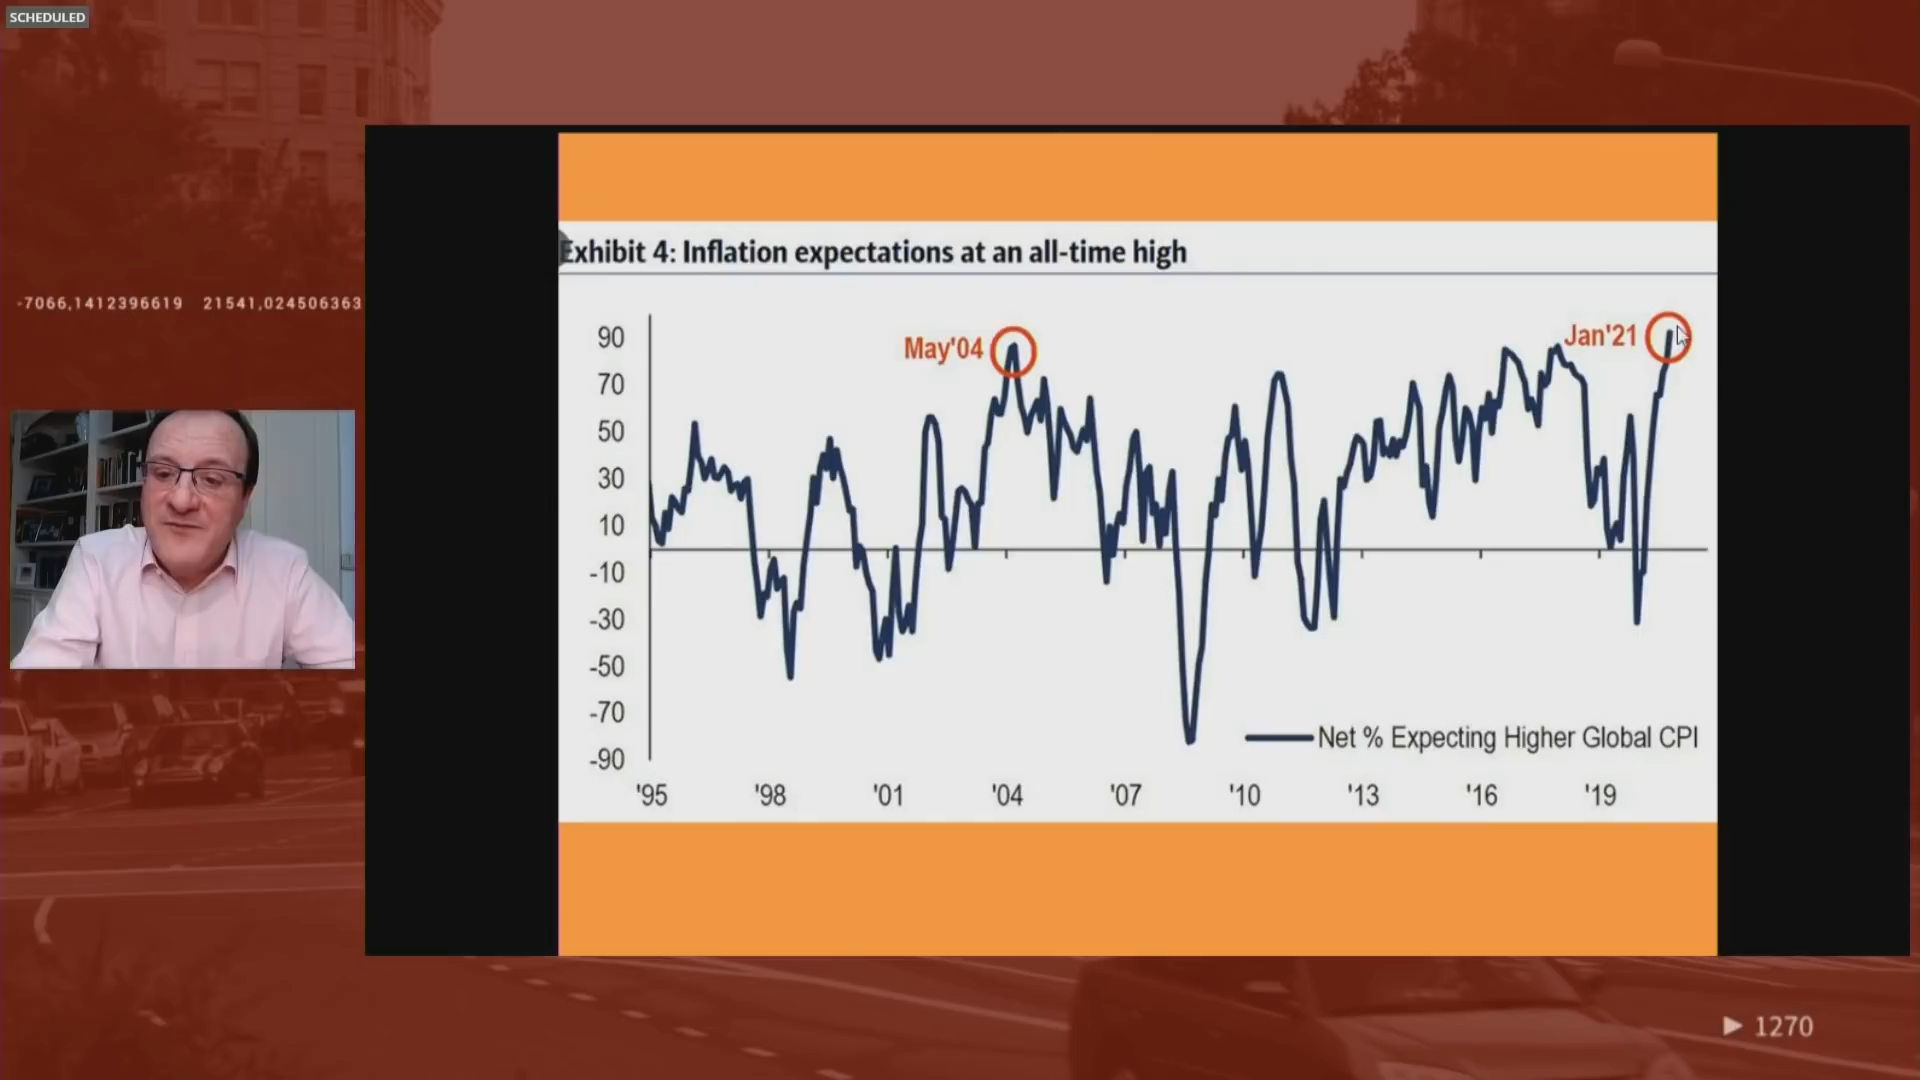 SCHEDULED
-7066,1412396619 21541,024506363
Exhibit 4: Inflation expectations at an all-time high
90
70
50
30
10
-10
-30
-50
-70
-90
May'04
Jan'21
Net % Expecting Higher Global CPI
'95 '98 '01 '04 '07 '10 '13 '16 '19
1270